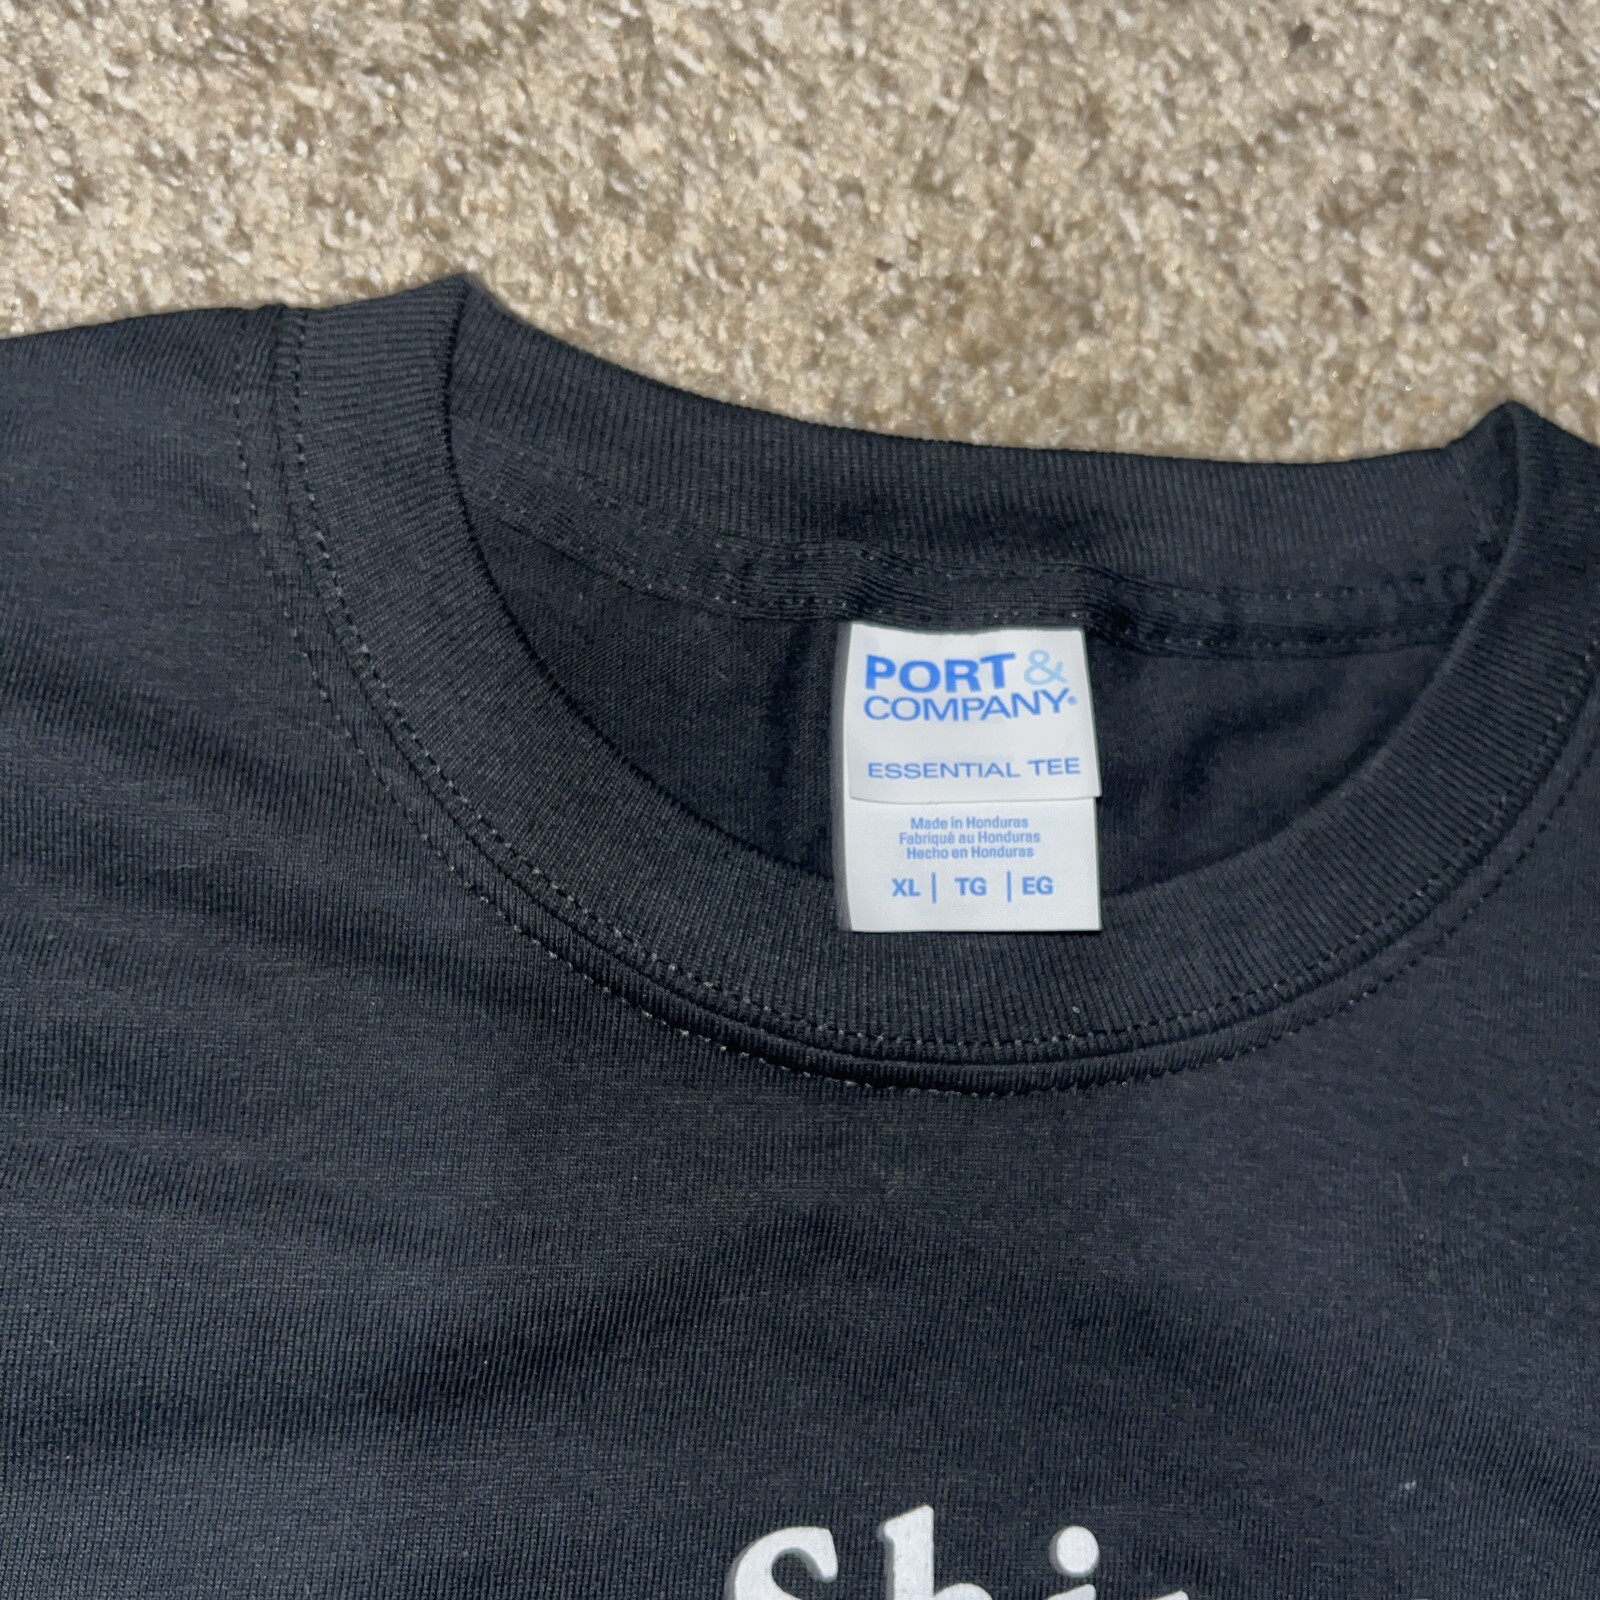 PORT &
COMPANY®
ESSENTIAL TEE
Made in Honduras
Fabriqué au Honduras
Hecho en Honduras
XL | TG | EG